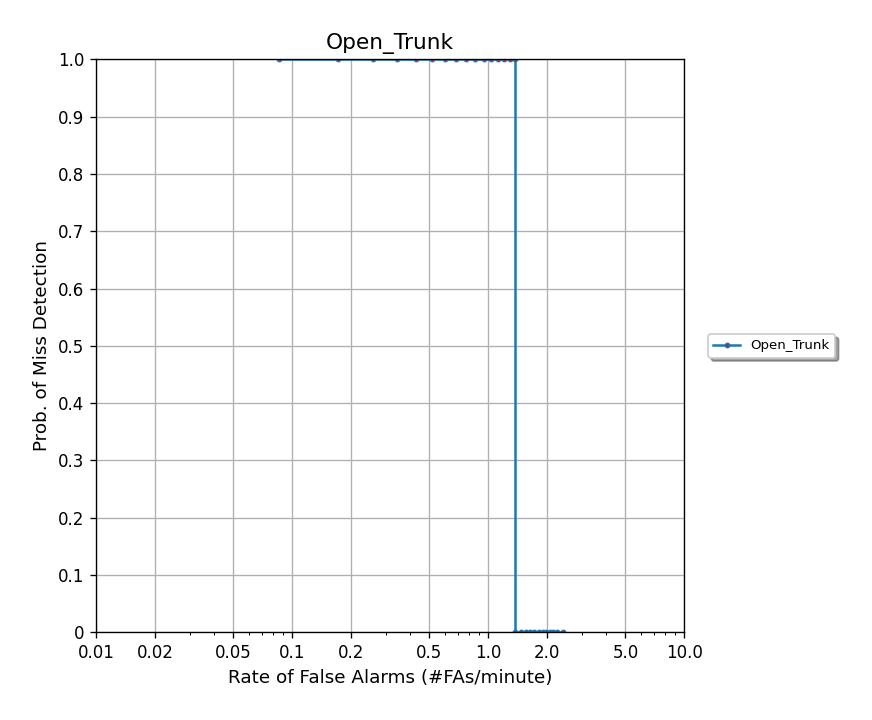 Open_Trunk
1.0
0.9
0.8
0.7
0.6
0.5
0.4
0.3
0.2
0.1
0
Prob. of Miss Detection
0.01 0.02 0.05 0.1 0.2 0.5 1.0 2.0 5.0 10.0
Rate of False Alarms (#FAs/minute)
Open_Trunk